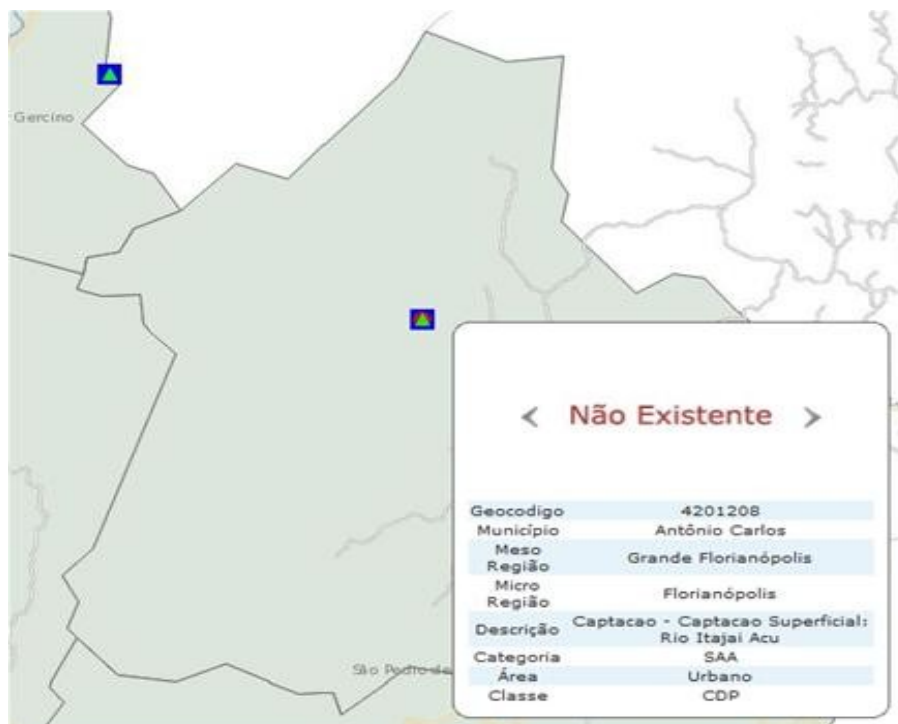 Gercino
< Não Existente >
Geocodigo 4201208
Município Antônio Carlos
Meso Região Grande Florianópolis
Micro Região Florianópolis
Descrição Captacao - Captacao Superficial: Rio Itajai Acu
Categoria SAA
Área Urbano
Classe CDP
São Pedro de